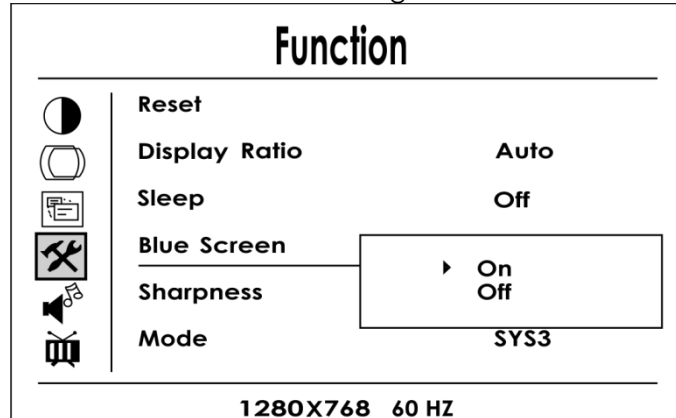 Function
Reset
Display Ratio Auto
Sleep Off
Blue Screen
On
Sharpness Off
Mode SYS3
1280X768 60 HZ